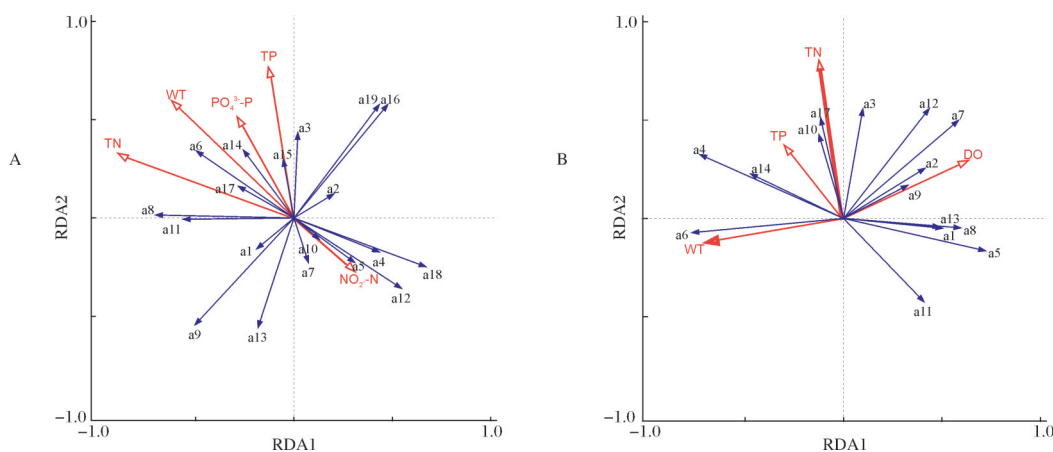 A
1.0
RDA2
-1.0
-1.0
RDA1
1.0
TP
WT
PO₄³⁻-P
TN
a19
a16
a3
a6
a14
a15
a17
a2
a8
a11
a1
a10
a7
a5
a4
a18
NO₂⁻-N
a12
a9
a13
B
1.0
RDA2
-1.0
-1.0
RDA1
1.0
TN
a17
a3
a12
a7
a10
TP
a4
a14
DO
a2
a9
a6
WT
a13
a1
a8
a5
a11